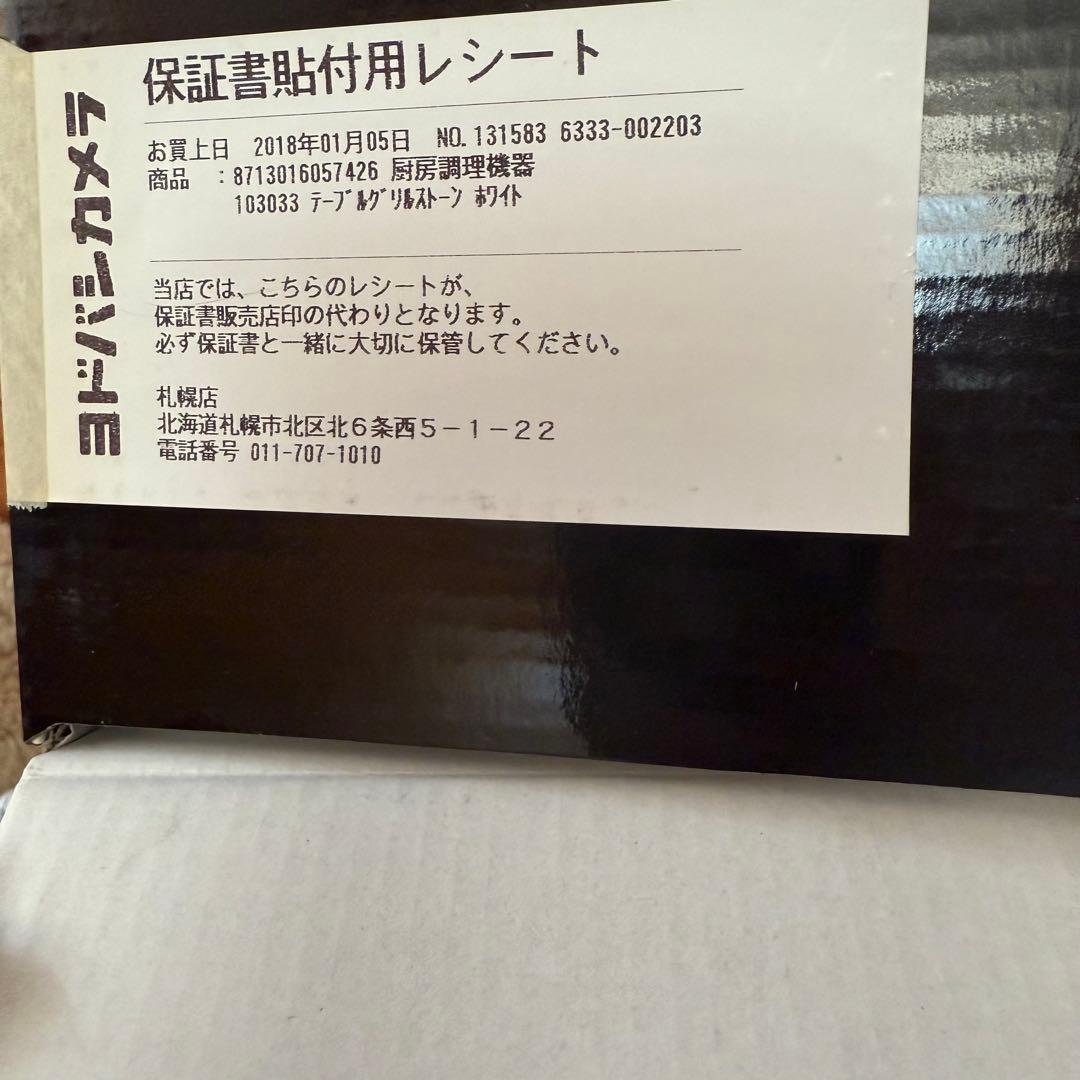 ヨドバシカメラ
保証書貼付用レシート
お買上日 2018年01月05日 NO.131583 6333-002203
商品 :8713016057426 厨房調理機器
103033 ﾃｰﾌﾞﾙｸﾞﾘﾙｽﾄｰﾝ ﾎﾜｲﾄ
当店では、こちらのレシートが、
保証書販売店印の代わりとなります。
必ず保証書と一緒に大切に保管してください。
札幌店
北海道札幌市北区北6条西5-1-22
電話番号 011-707-1010